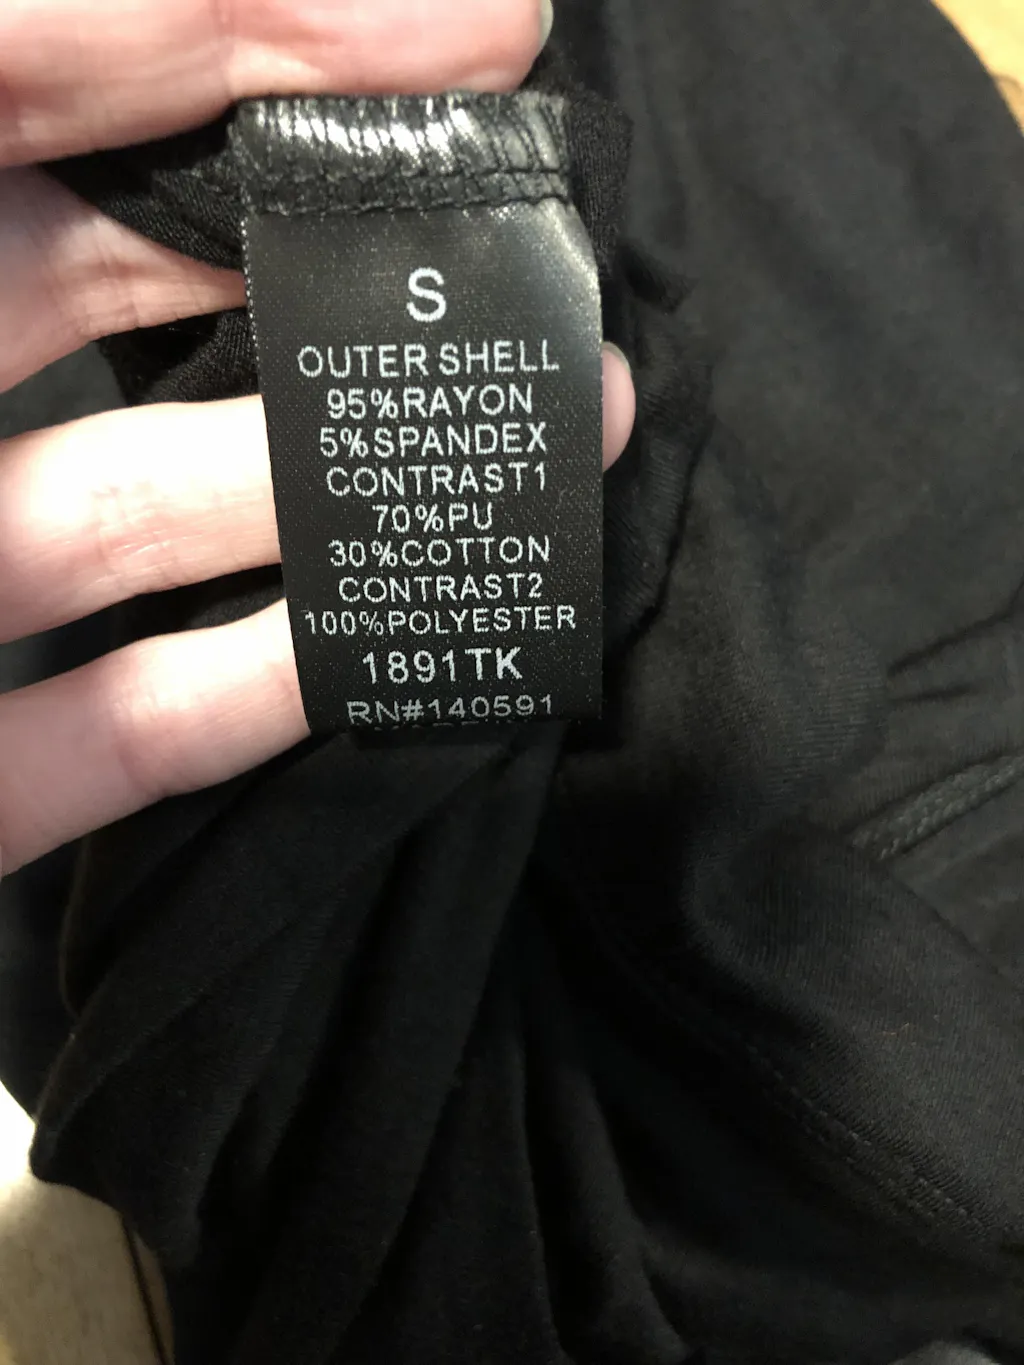 S
OUTER SHELL
95%RAYON
5%SPANDEX
CONTRAST1
70%PU
30%COTTON
CONTRAST2
100%POLYESTER
1891TK
RN#140591